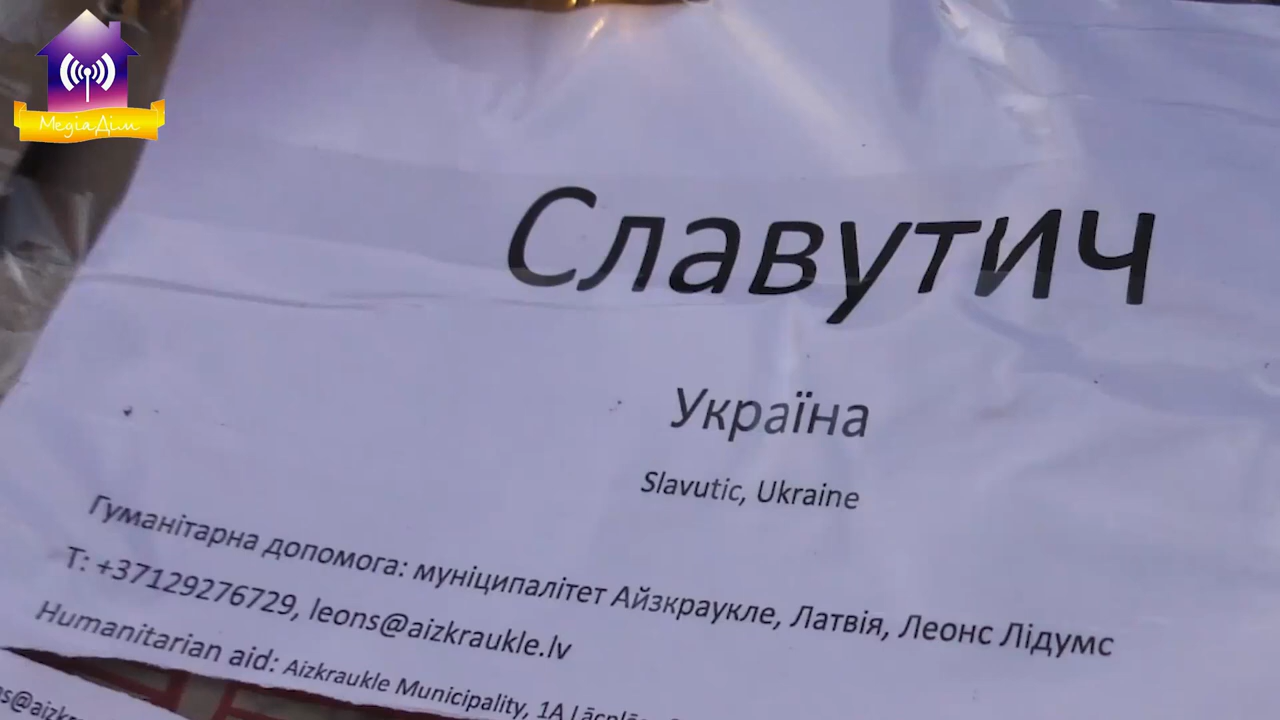 МедіаДім
Славутич
Україна
Slavutic, Ukraine
Гуманітарна допомога: муніципалітет Айзкраукле, Латвія, Леонс Лідумс
Т: +37129276729, leons@aizkraukle.lv
Humanitarian aid: Aizkraukle Municipality, 1A